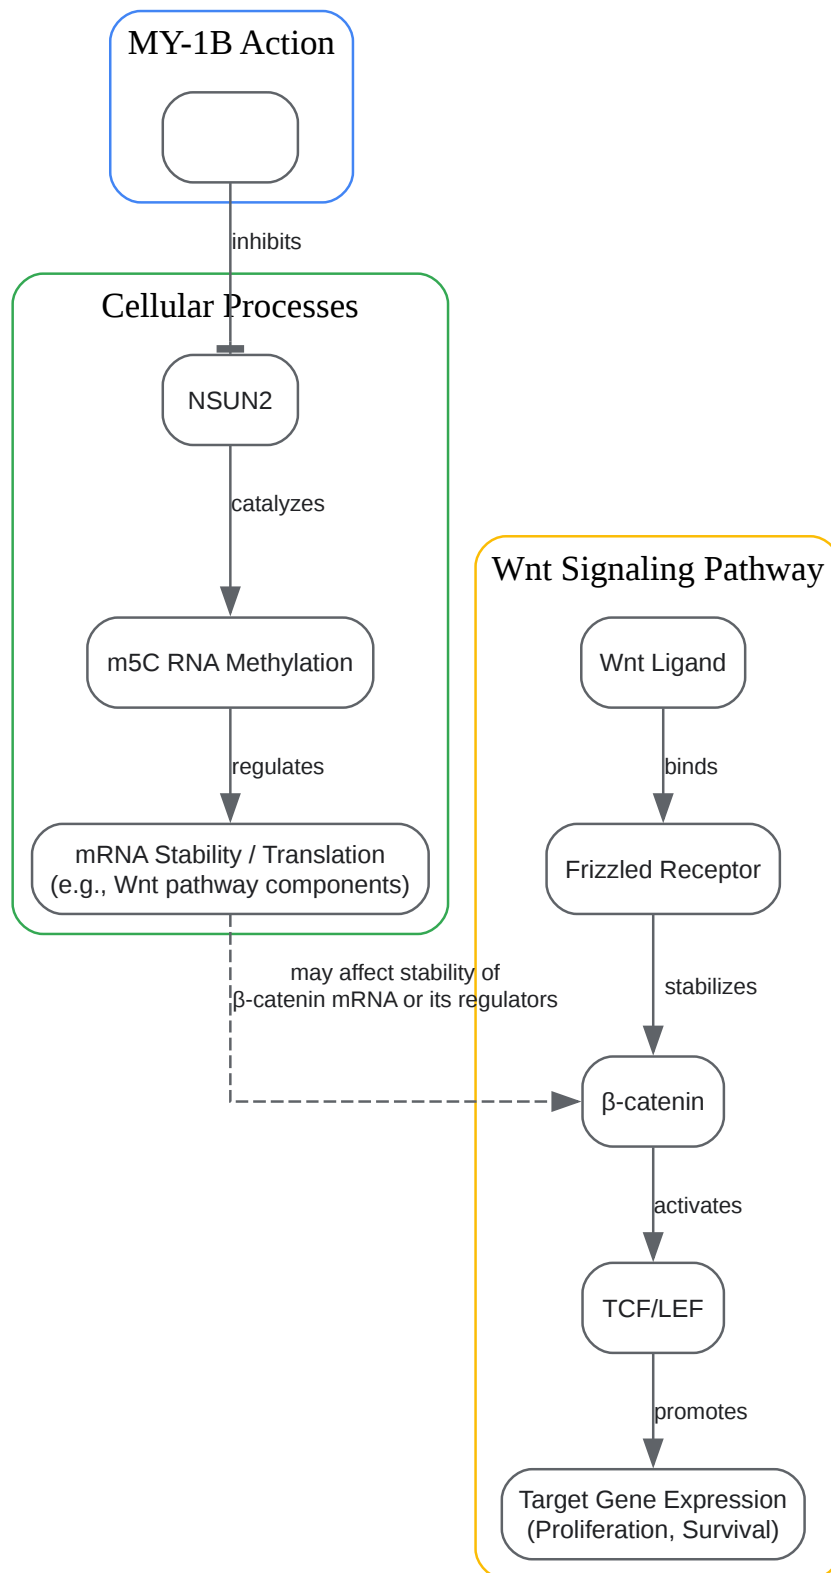 MY-1B Action
inhibits
Cellular Processes
NSUN2
catalyzes
m5C RNA Methylation
regulates
mRNA Stability / Translation
(e.g., Wnt pathway components)
may affect stability of
β-catenin mRNA or its regulators
Wnt Signaling Pathway
Wnt Ligand
binds
Frizzled Receptor
stabilizes
β-catenin
activates
TCF/LEF
promotes
Target Gene Expression
(Proliferation, Survival)